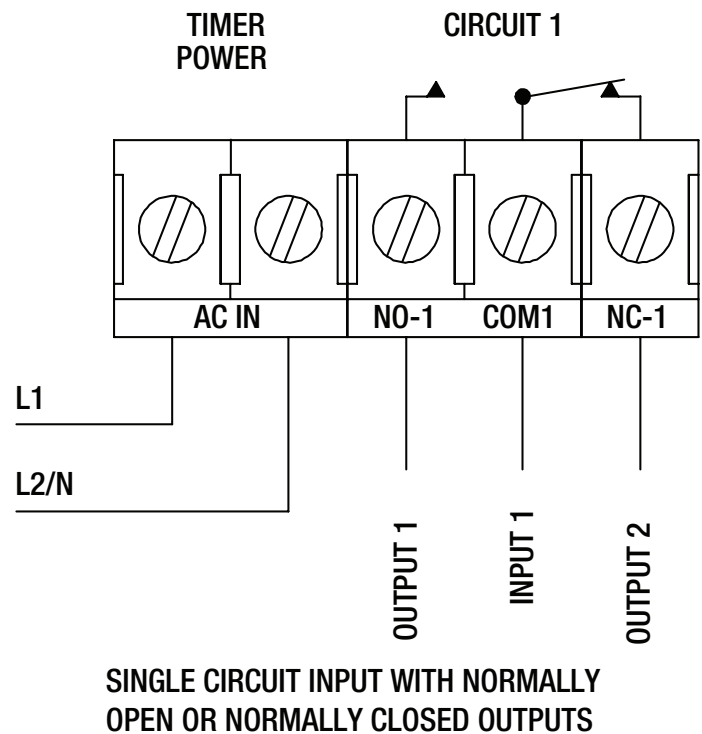 TIMER
POWER
CIRCUIT 1
AC IN
NO-1
COM1
NC-1
L1
L2/N
OUTPUT 1
INPUT 1
OUTPUT 2
SINGLE CIRCUIT INPUT WITH NORMALLY
OPEN OR NORMALLY CLOSED OUTPUTS